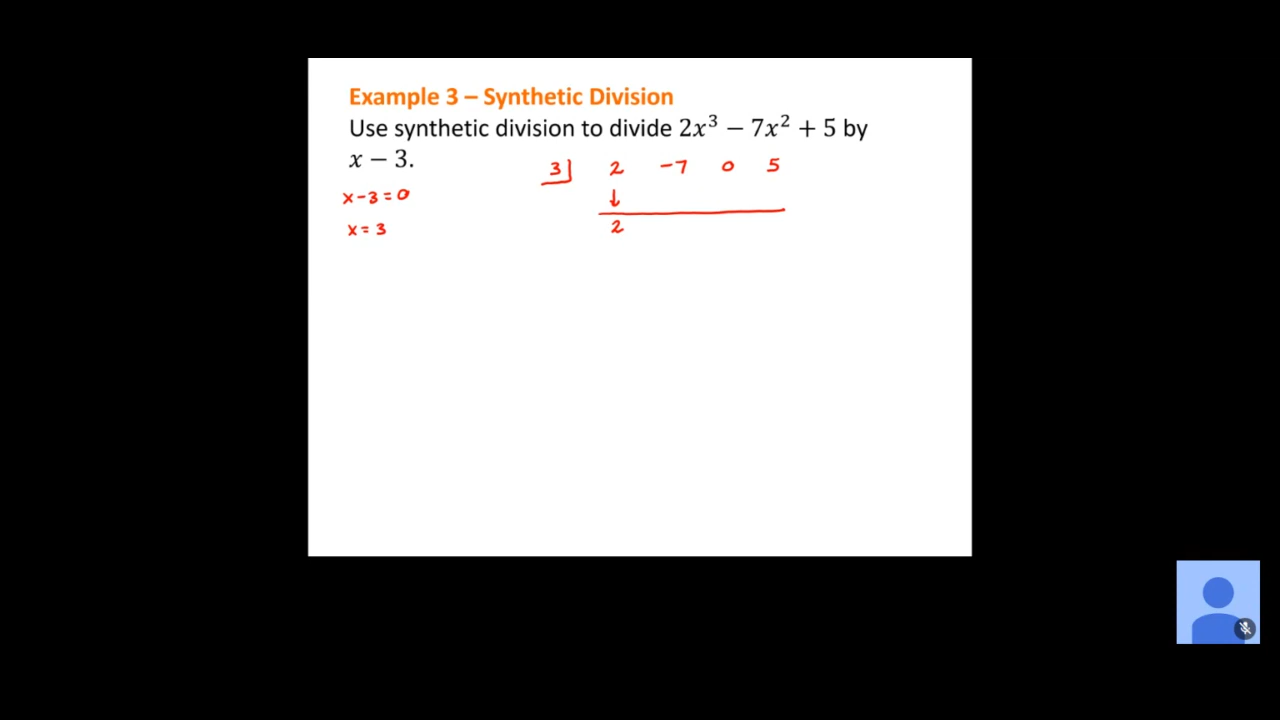 Example 3 – Synthetic Division
Use synthetic division to divide 2x³ − 7x² + 5 by
x − 3.
3 2 -7 0 5
x-3=0
↓
x=3
2